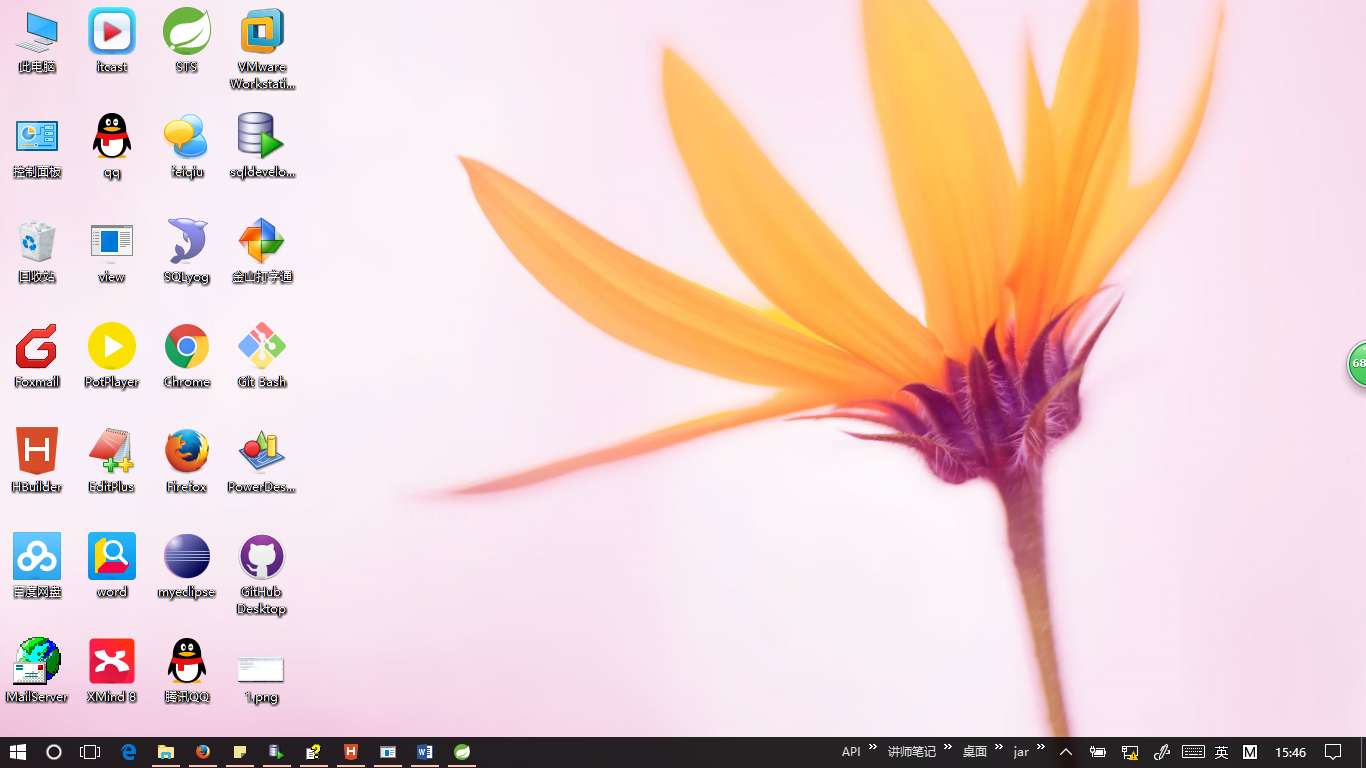 此电脑
itcast
STS
VMware
Workstati...
控制面板
qq
feiqiu
sqldevelo...
回收站
view
SQLyog
金山打字通
Foxmail
PotPlayer
Chrome
Git Bash
HBuilder
EditPlus
Firefox
PowerDes...
百度网盘
word
myeclipse
GitHub
Desktop
MailServer
XMind 8
腾讯QQ
1.png
68
API
讲师笔记
桌面
jar
英
M
15:46